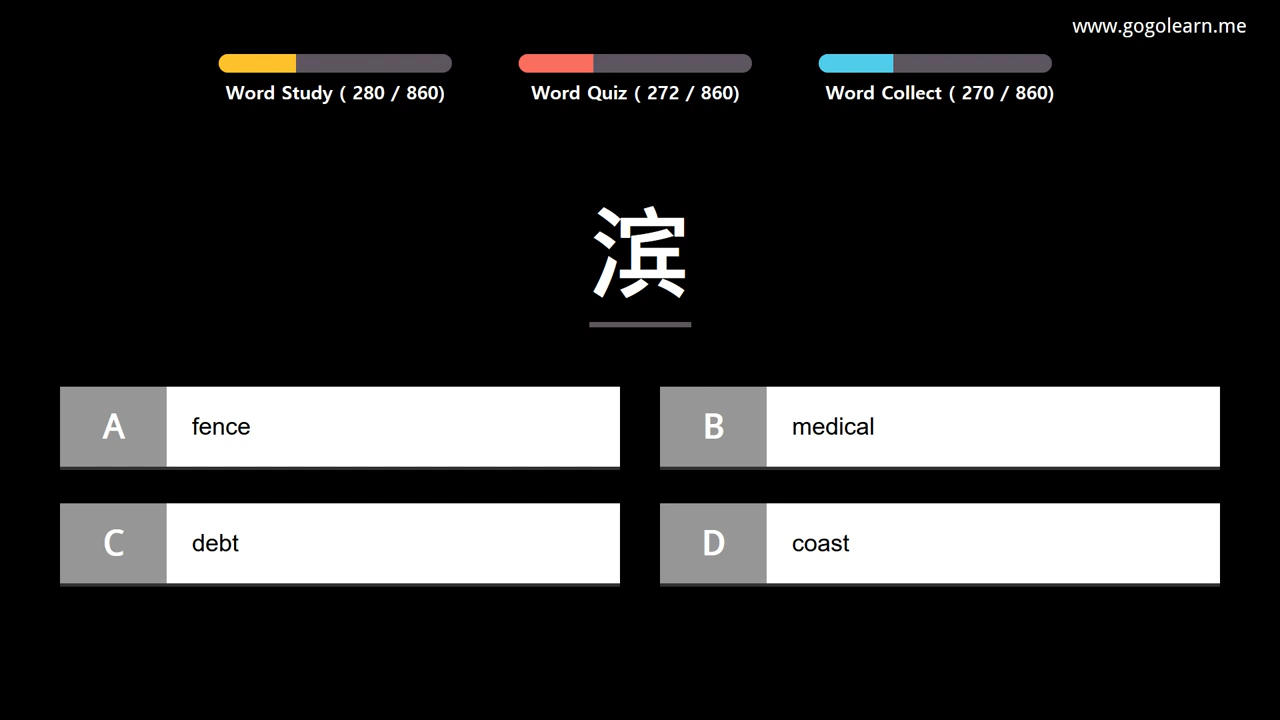 www.gogolearn.me
Word Study ( 280 / 860)
Word Quiz ( 272 / 860)
Word Collect ( 270 / 860)
滨
A fence
B medical
C debt
D coast